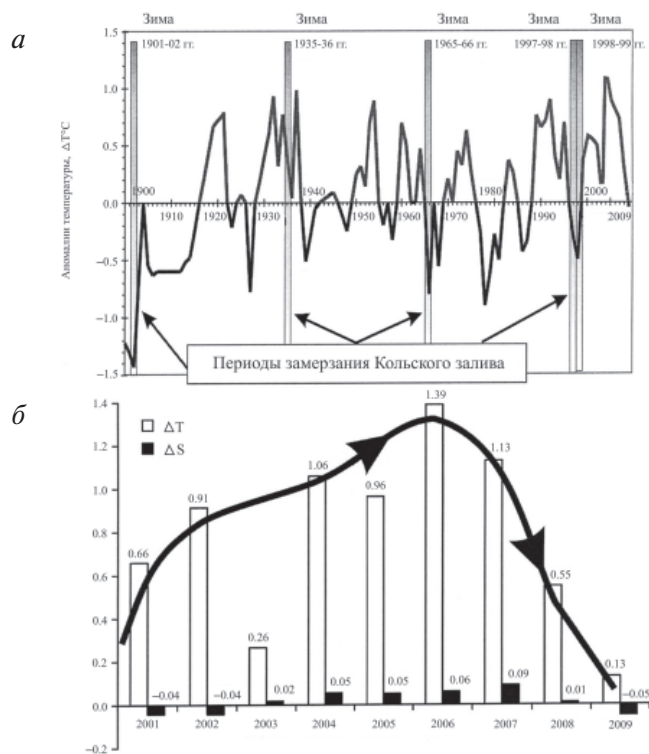 Зима Зима Зима Зима Зима
а
1901-02 гг. 1935-36 гг. 1965-66 гг. 1997-98 гг. 1998-99 гг.
Аномалии температуры, ΔT°C
1.5
1.0
0.5
0.0
−0.5
−1.0
−1.5
1900 1910 1920 1930 1940 1950 1960 1970 1980 1990 2000 2009
Периоды замерзания Кольского залива
б
ΔT
ΔS
1.4
1.2
1.0
0.8
0.6
0.4
0.2
0.0
−0.2
0.66 0.91 0.26 1.06 0.96 1.39 1.13 0.55 0.13
−0.04 −0.04 0.02 0.05 0.05 0.06 0.09 0.01 −0.05
2001 2002 2003 2004 2005 2006 2007 2008 2009